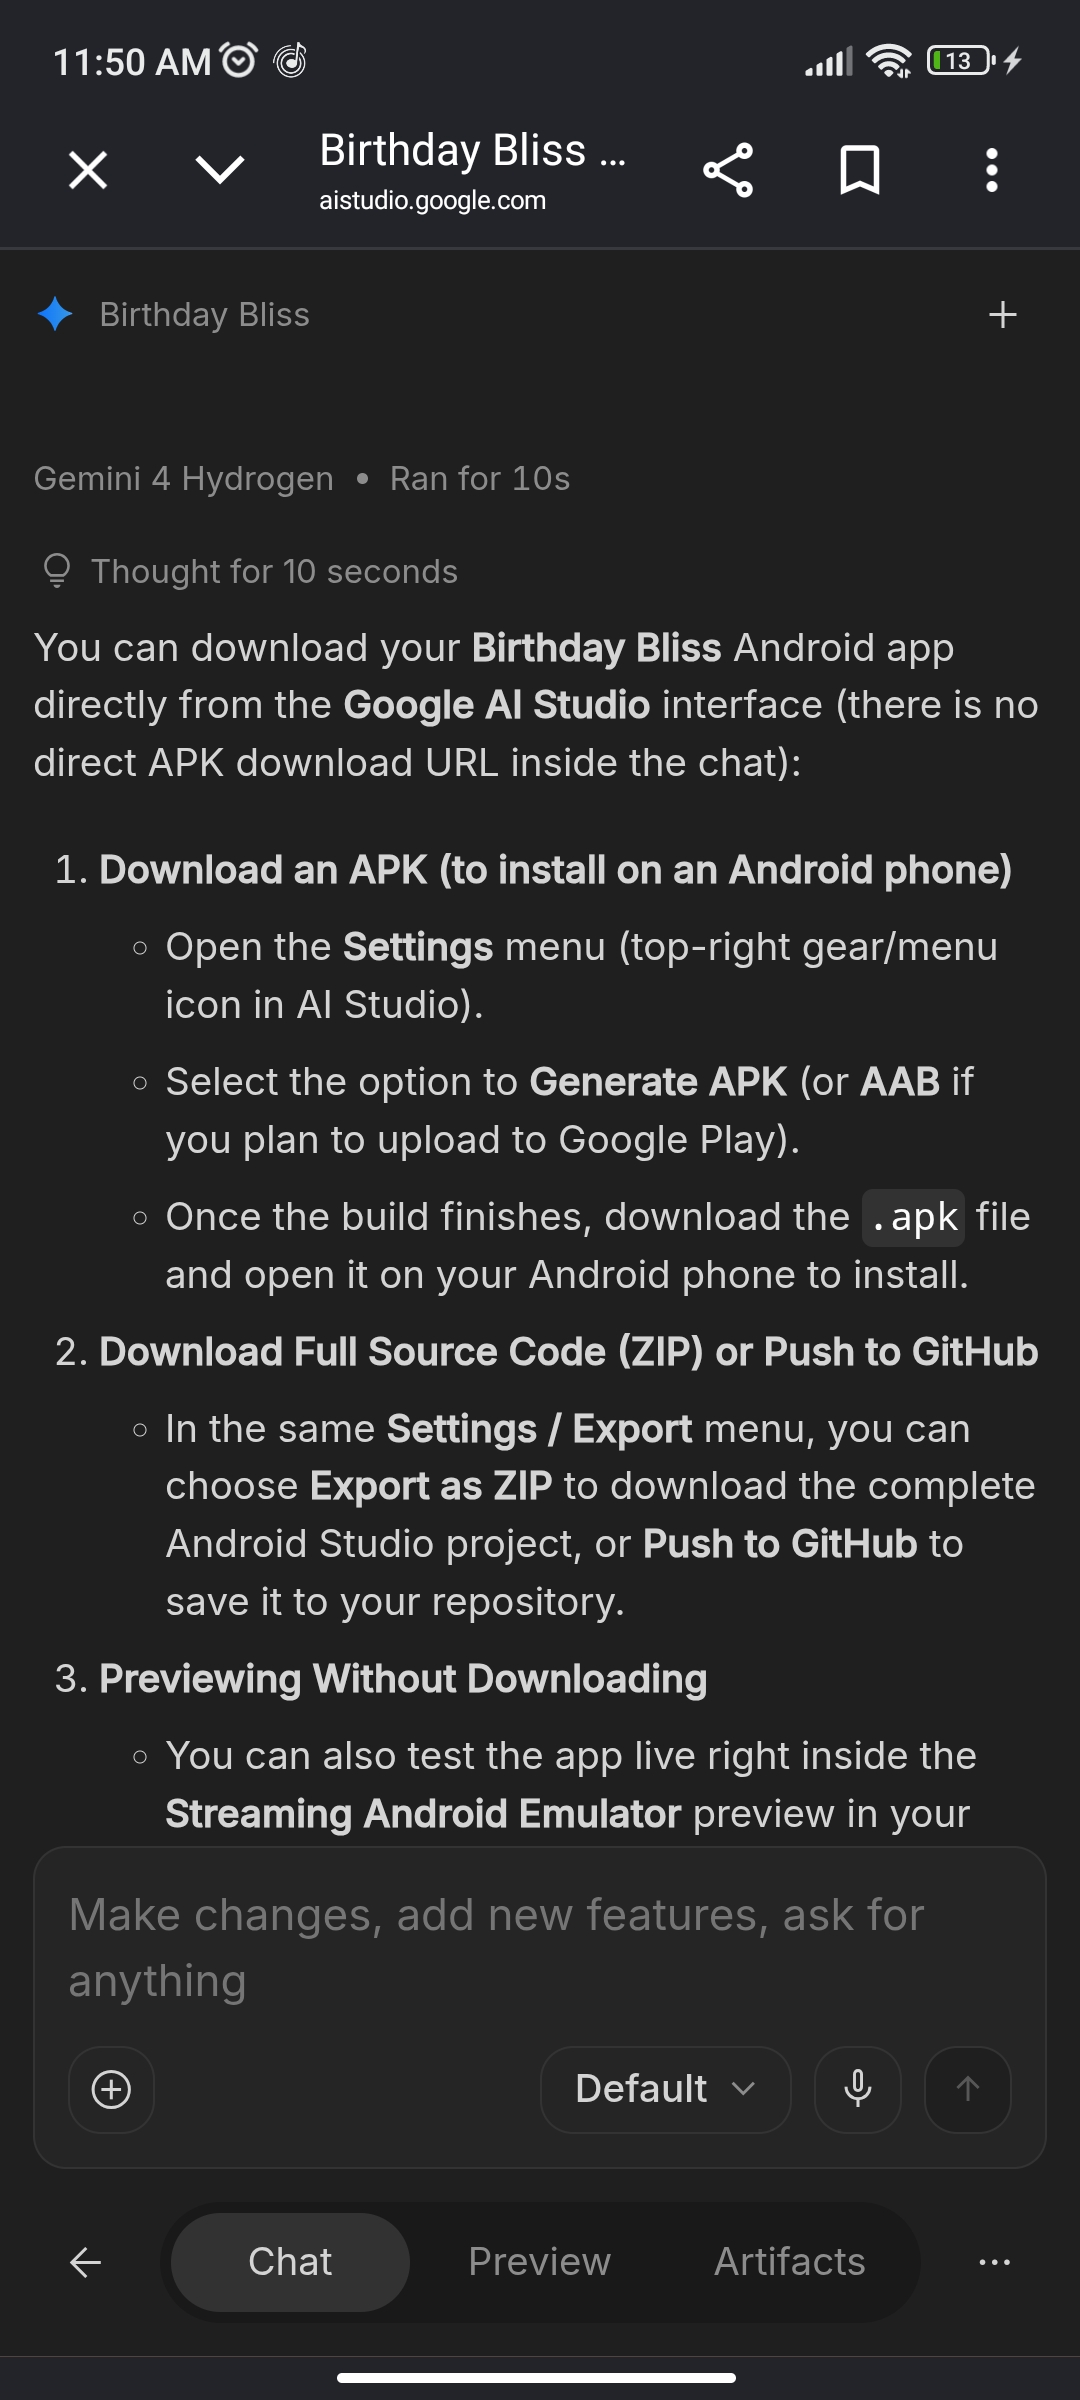 11:50 AM
13
Birthday Bliss ...
aistudio.google.com
Birthday Bliss
Gemini 4 Hydrogen • Ran for 10s
Thought for 10 seconds
You can download your Birthday Bliss Android app
directly from the Google AI Studio interface (there is no
direct APK download URL inside the chat):
1. Download an APK (to install on an Android phone)
◦ Open the Settings menu (top-right gear/menu
icon in AI Studio).
◦ Select the option to Generate APK (or AAB if
you plan to upload to Google Play).
◦ Once the build finishes, download the .apk file
and open it on your Android phone to install.
2. Download Full Source Code (ZIP) or Push to GitHub
◦ In the same Settings / Export menu, you can
choose Export as ZIP to download the complete
Android Studio project, or Push to GitHub to
save it to your repository.
3. Previewing Without Downloading
◦ You can also test the app live right inside the
Streaming Android Emulator preview in your
Make changes, add new features, ask for
anything
Default
Chat
Preview
Artifacts